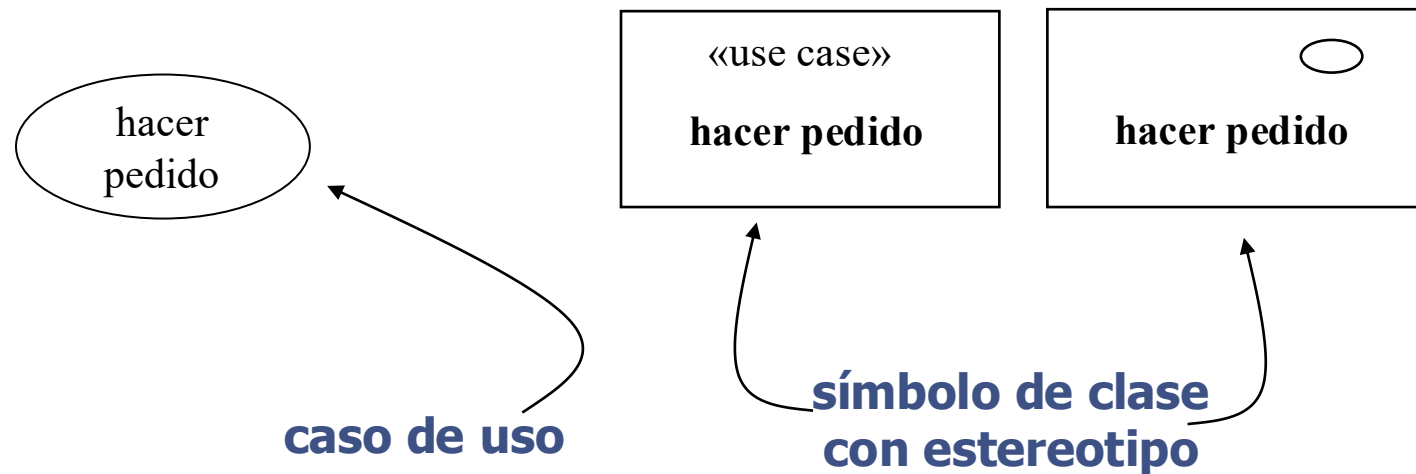 hacer
pedido
«use case»
hacer pedido
hacer pedido
caso de uso
símbolo de clase
con estereotipo